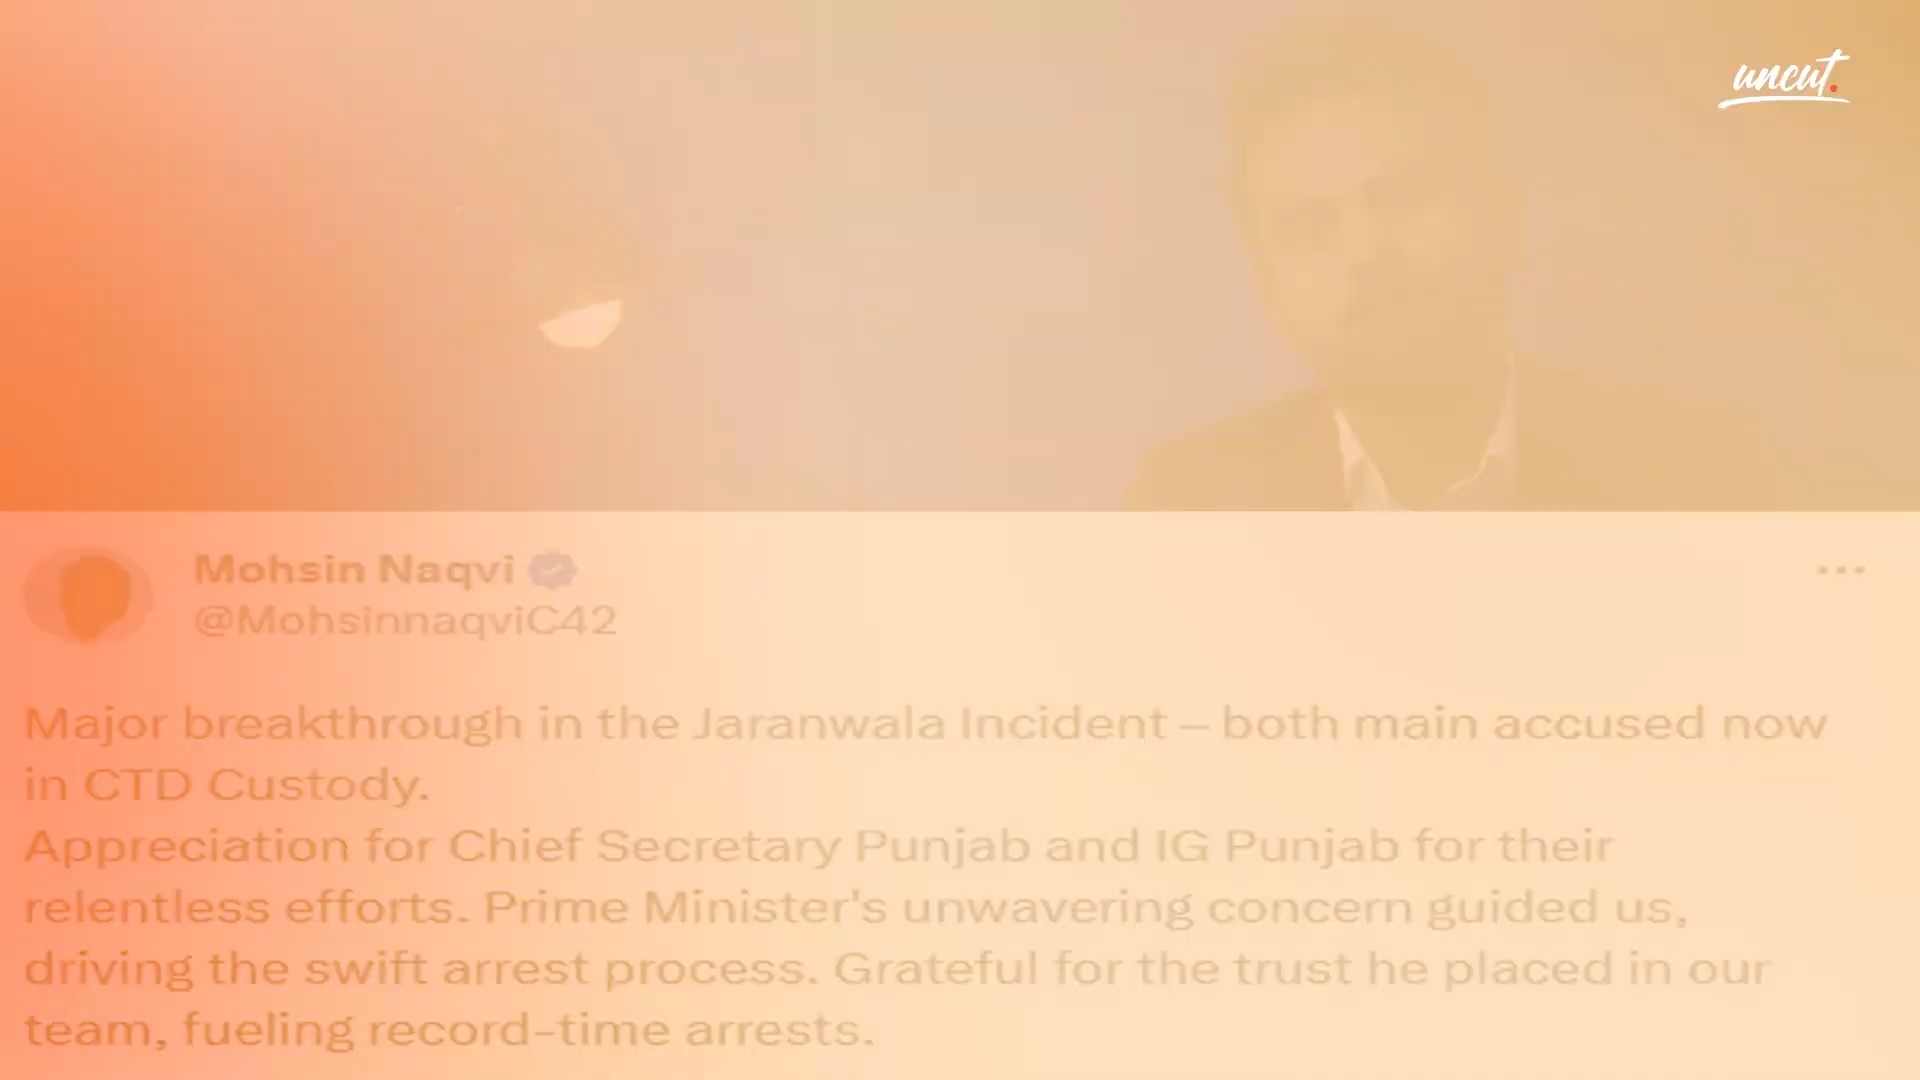 uncut.
Mohsin Naqvi
@MohsinnaqviC42
Major breakthrough in the Jaranwala Incident – both main accused now
in CTD Custody.
Appreciation for Chief Secretary Punjab and IG Punjab for their
relentless efforts. Prime Minister's unwavering concern guided us,
driving the swift arrest process. Grateful for the trust he placed in our
team, fueling record-time arrests.